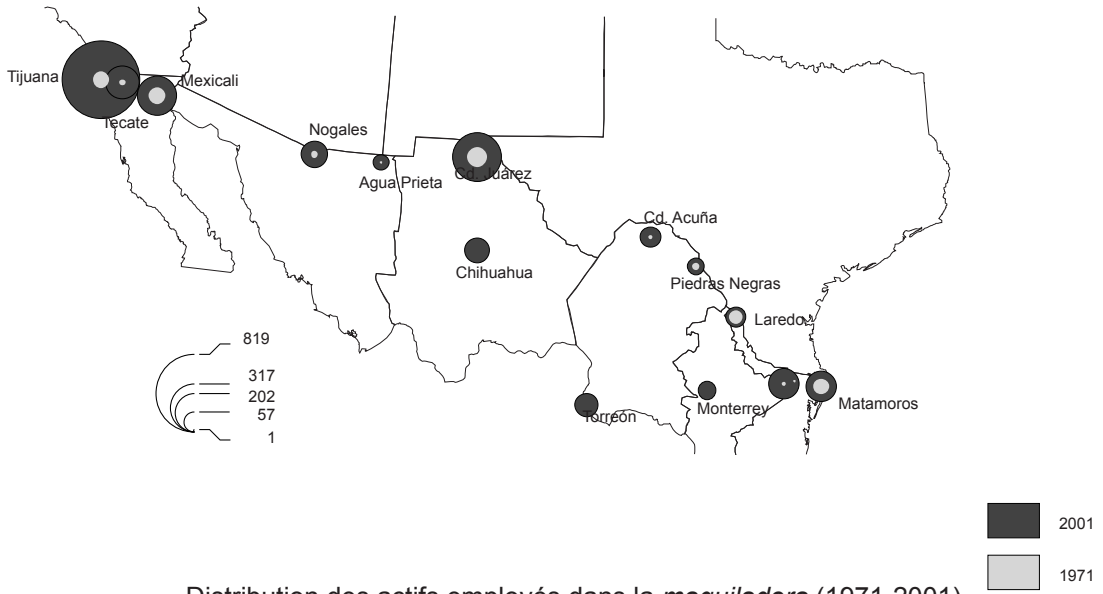 Tijuana
Mexicali
Tecate
Nogales
Agua Prieta
Cd. Juárez
Chihuahua
Cd. Acuña
Piedras Negras
Laredo
Monterrey
Matamoros
Torreón
819
317
202
57
1
2001
1971
Distribution des actifs employés dans la maquiladora (1971-2001)